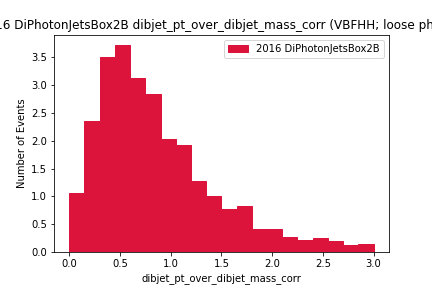 16 DiPhotonJetsBox2B dibjet_pt_over_dibjet_mass_corr (VBFHH; loose ph
2016 DiPhotonJetsBox2B
Number of Events
3.5
3.0
2.5
2.0
1.5
1.0
0.5
0.0
0.0 0.5 1.0 1.5 2.0 2.5 3.0
dibjet_pt_over_dibjet_mass_corr